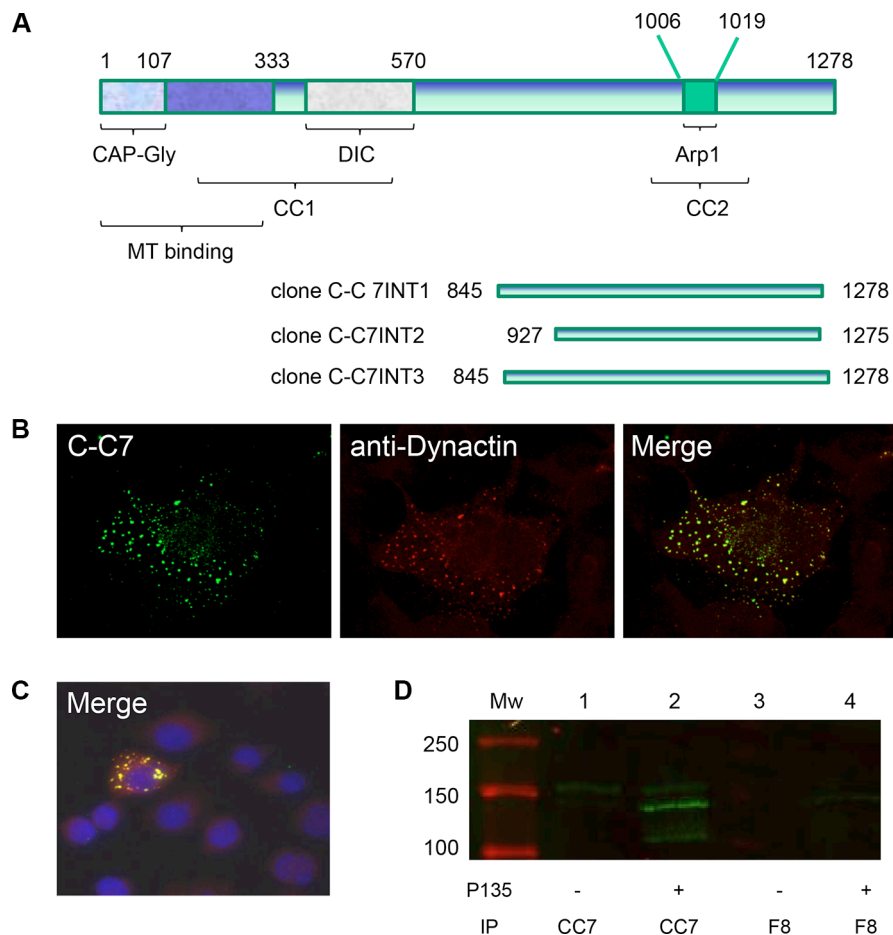 A
1006 1019
1 107 333 570 1278
CAP-Gly DIC Arp1
CC1 CC2
MT binding
clone C-C 7INT1 845 1278
clone C-C7INT2 927 1275
clone C-C7INT3 845 1278
B
C-C7 anti-Dynactin Merge
C
Merge
D
Mw 1 2 3 4
250
150
100
P135 - + - +
IP CC7 CC7 F8 F8